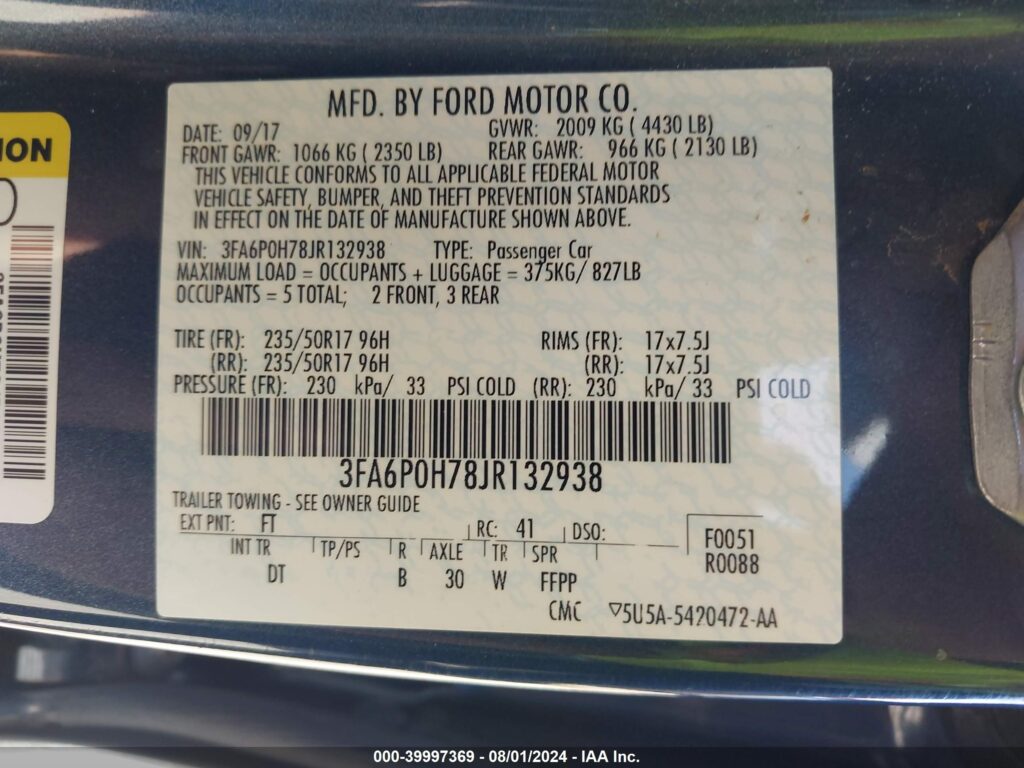 MFD. BY FORD MOTOR CO.
DATE: 09/17 GVWR: 2009 KG ( 4430 LB)
FRONT GAWR: 1066 KG ( 2350 LB) REAR GAWR: 966 KG ( 2130 LB)
THIS VEHICLE CONFORMS TO ALL APPLICABLE FEDERAL MOTOR
VEHICLE SAFETY, BUMPER, AND THEFT PREVENTION STANDARDS
IN EFFECT ON THE DATE OF MANUFACTURE SHOWN ABOVE.
VIN: 3FA6P0H78JR132938 TYPE: Passenger Car
MAXIMUM LOAD = OCCUPANTS + LUGGAGE = 375KG/ 827LB
OCCUPANTS = 5 TOTAL; 2 FRONT, 3 REAR
TIRE (FR): 235/50R17 96H RIMS (FR): 17x7.5J
(RR): 235/50R17 96H (RR): 17x7.5J
PRESSURE (FR): 230 kPa/ 33 PSI COLD (RR): 230 kPa/ 33 PSI COLD
3FA6P0H78JR132938
TRAILER TOWING - SEE OWNER GUIDE
EXT PNT: FT RC: 41 DSO: F0051
INT TR TP/PS R AXLE TR SPR R0088
DT B 30 W FFPP
CMC ▽5U5A-5420472-AA
ION
000-39997369 - 08/01/2024 - IAA Inc.